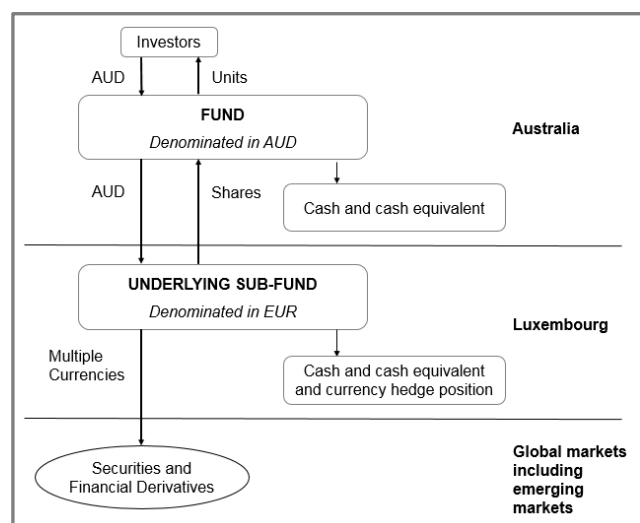 Investors
AUD
Units
FUND
Denominated in AUD
Australia
AUD
Shares
Cash and cash equivalent
UNDERLYING SUB-FUND
Denominated in EUR
Luxembourg
Multiple
Currencies
Cash and cash equivalent
and currency hedge position
Securities and
Financial Derivatives
Global markets
including
emerging
markets